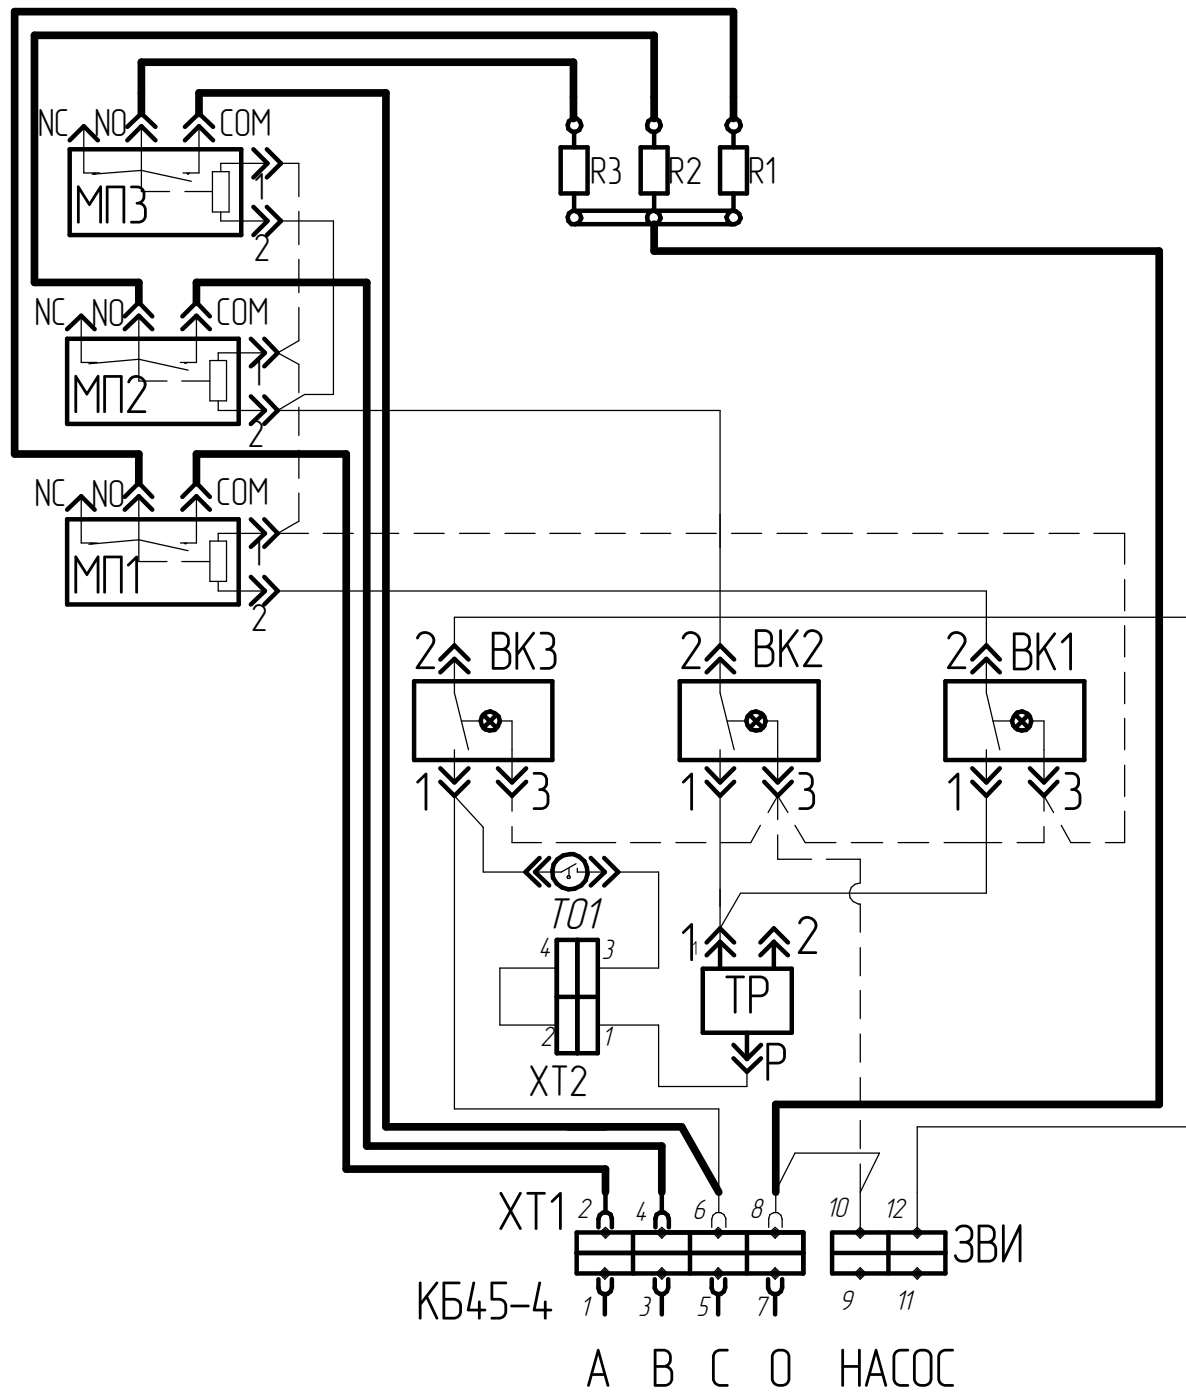 NC NO COM
МП3
1
2
R3 R2 R1
NC NO COM
МП2
1
2
NC NO COM
МП1
1
2
2 ВК3 2 ВК2 2 ВК1
1 3 1 3 1 3
ТО1
4 3
2 1
ХТ2
1 1 2
ТР
Р
ХТ1 2 4 6 8 10 12
ЗВИ
КБ45-4 1 3 5 7 9 11
А В С О НАСОС